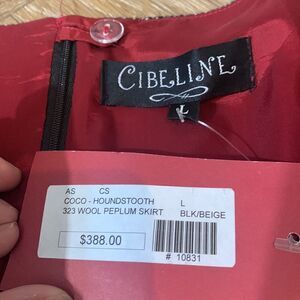 CIBELINE
L
AS CS
COCO - HOUNDSTOOTH L
323 WOOL PEPLUM SKIRT BLK/BEIGE
$388.00
# 10831